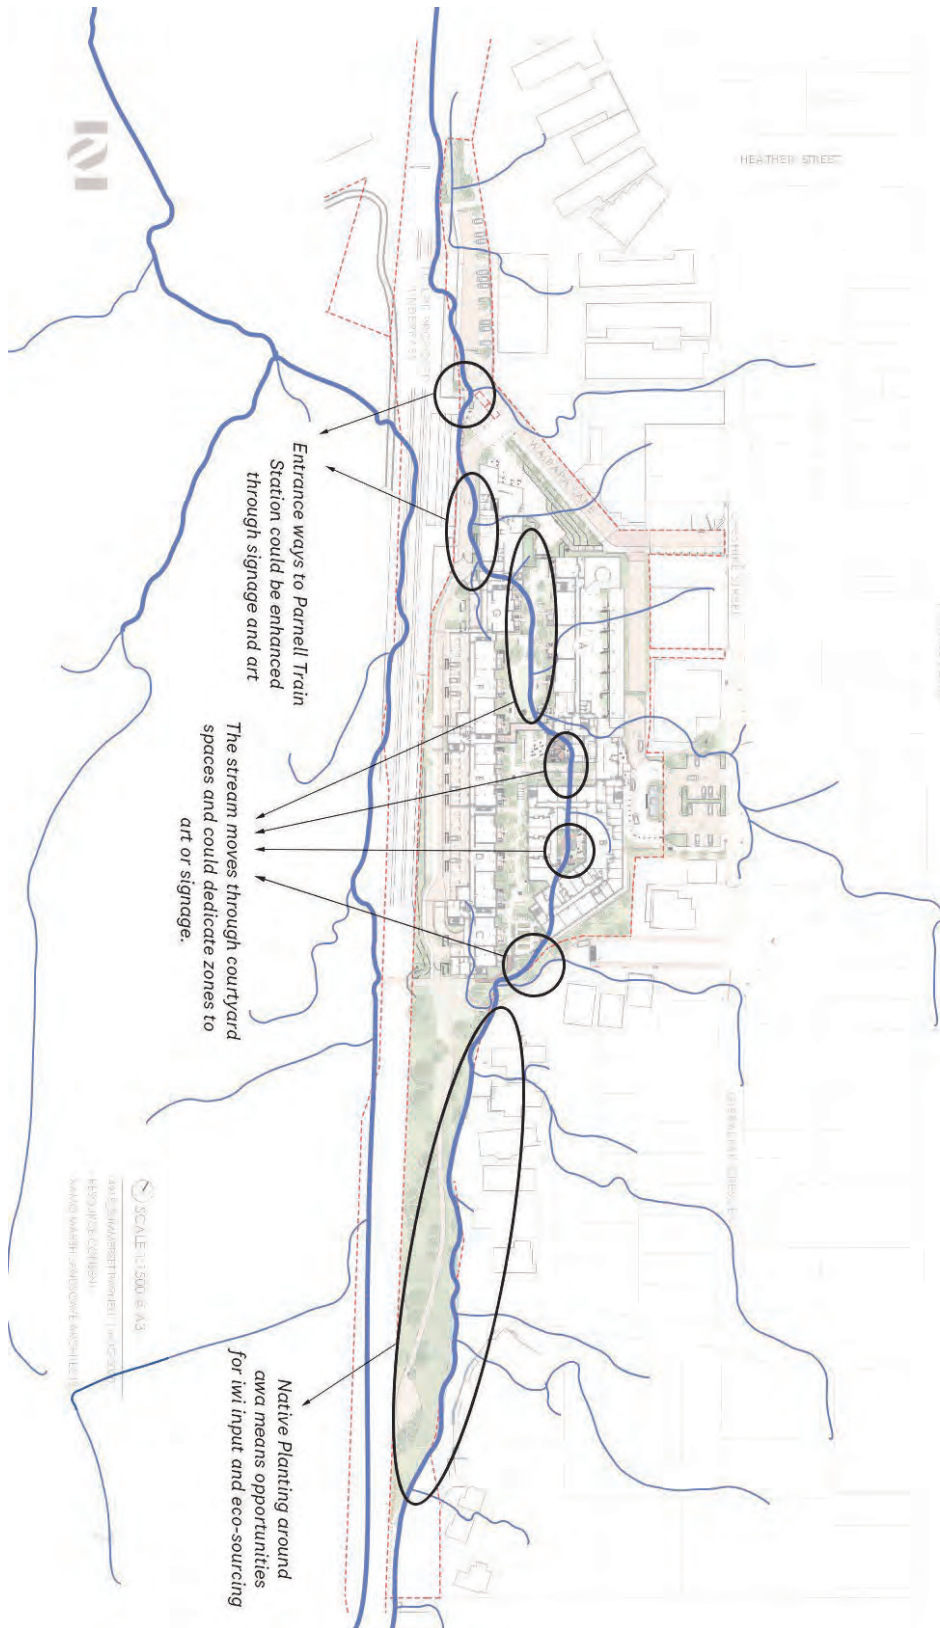 HEATHER STREET
Entrance ways to Parnell Train
Station could be enhanced
through signage and art
The stream moves through courtyard
spaces and could dedicate zones to
art or signage.
Native Planting around
awa means opportunities
for iwi input and eco-sourcing
SCALE 1:1500 @ A3
A
B
C
E
F
G